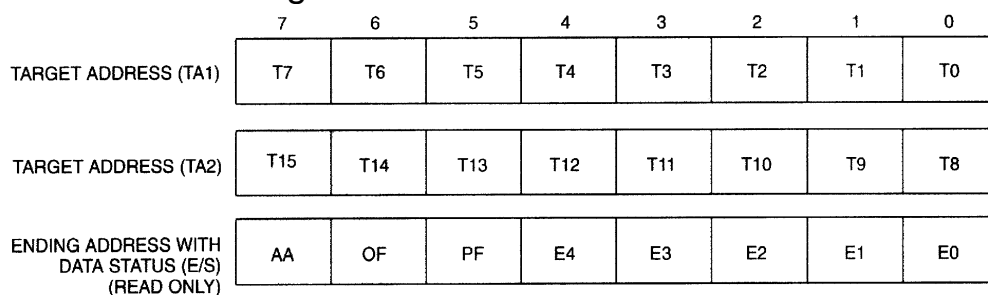 7 6 5 4 3 2 1 0
TARGET ADDRESS (TA1) T7 T6 T5 T4 T3 T2 T1 T0
TARGET ADDRESS (TA2) T15 T14 T13 T12 T11 T10 T9 T8
ENDING ADDRESS WITH
DATA STATUS (E/S)
(READ ONLY)
AA OF PF E4 E3 E2 E1 E0